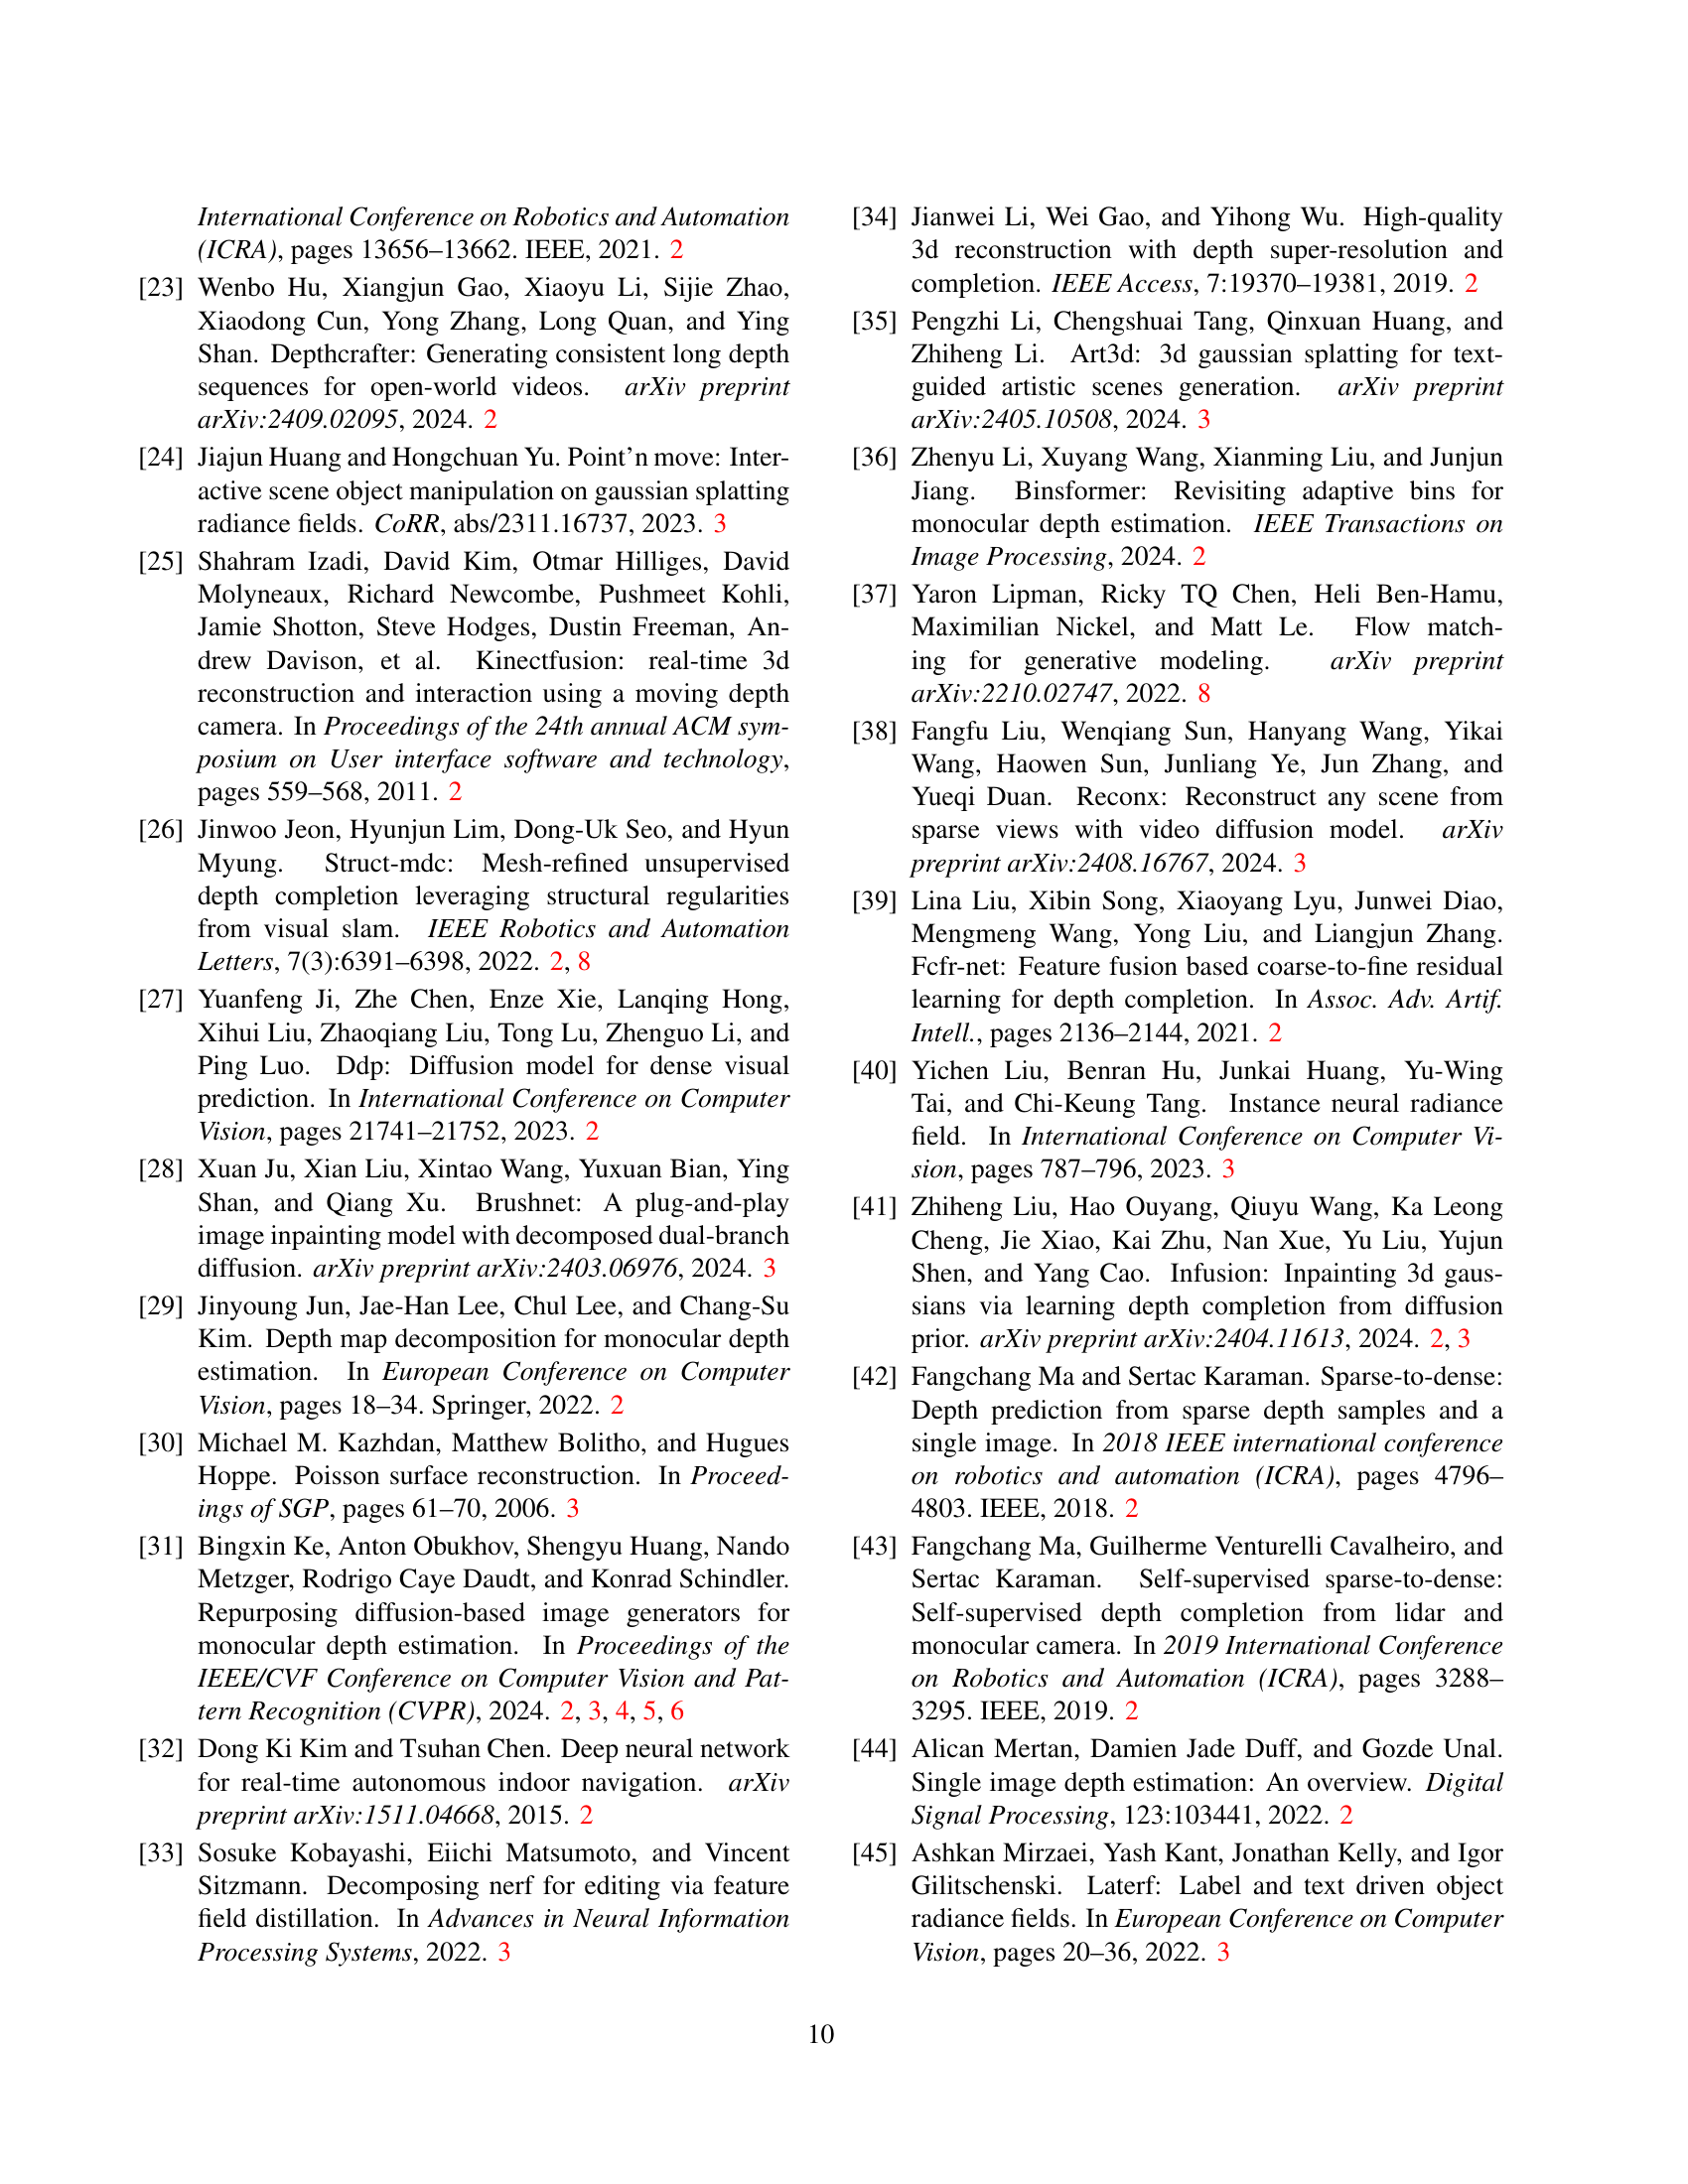 International Conference on Robotics and Automation
(ICRA), pages 13656–13662. IEEE, 2021. 2
[23] Wenbo Hu, Xiangjun Gao, Xiaoyu Li, Sijie Zhao,
Xiaodong Cun, Yong Zhang, Long Quan, and Ying
Shan. Depthcrafter: Generating consistent long depth
sequences for open-world videos. arXiv preprint
arXiv:2409.02095, 2024. 2
[24] Jiajun Huang and Hongchuan Yu. Point'n move: Inter-
active scene object manipulation on gaussian splatting
radiance fields. CoRR, abs/2311.16737, 2023. 3
[25] Shahram Izadi, David Kim, Otmar Hilliges, David
Molyneaux, Richard Newcombe, Pushmeet Kohli,
Jamie Shotton, Steve Hodges, Dustin Freeman, An-
drew Davison, et al. Kinectfusion: real-time 3d
reconstruction and interaction using a moving depth
camera. In Proceedings of the 24th annual ACM sym-
posium on User interface software and technology,
pages 559–568, 2011. 2
[26] Jinwoo Jeon, Hyunjun Lim, Dong-Uk Seo, and Hyun
Myung. Struct-mdc: Mesh-refined unsupervised
depth completion leveraging structural regularities
from visual slam. IEEE Robotics and Automation
Letters, 7(3):6391–6398, 2022. 2, 8
[27] Yuanfeng Ji, Zhe Chen, Enze Xie, Lanqing Hong,
Xihui Liu, Zhaoqiang Liu, Tong Lu, Zhenguo Li, and
Ping Luo. Ddp: Diffusion model for dense visual
prediction. In International Conference on Computer
Vision, pages 21741–21752, 2023. 2
[28] Xuan Ju, Xian Liu, Xintao Wang, Yuxuan Bian, Ying
Shan, and Qiang Xu. Brushnet: A plug-and-play
image inpainting model with decomposed dual-branch
diffusion. arXiv preprint arXiv:2403.06976, 2024. 3
[29] Jinyoung Jun, Jae-Han Lee, Chul Lee, and Chang-Su
Kim. Depth map decomposition for monocular depth
estimation. In European Conference on Computer
Vision, pages 18–34. Springer, 2022. 2
[30] Michael M. Kazhdan, Matthew Bolitho, and Hugues
Hoppe. Poisson surface reconstruction. In Proceed-
ings of SGP, pages 61–70, 2006. 3
[31] Bingxin Ke, Anton Obukhov, Shengyu Huang, Nando
Metzger, Rodrigo Caye Daudt, and Konrad Schindler.
Repurposing diffusion-based image generators for
monocular depth estimation. In Proceedings of the
IEEE/CVF Conference on Computer Vision and Pat-
tern Recognition (CVPR), 2024. 2, 3, 4, 5, 6
[32] Dong Ki Kim and Tsuhan Chen. Deep neural network
for real-time autonomous indoor navigation. arXiv
preprint arXiv:1511.04668, 2015. 2
[33] Sosuke Kobayashi, Eiichi Matsumoto, and Vincent
Sitzmann. Decomposing nerf for editing via feature
field distillation. In Advances in Neural Information
Processing Systems, 2022. 3
[34] Jianwei Li, Wei Gao, and Yihong Wu. High-quality
3d reconstruction with depth super-resolution and
completion. IEEE Access, 7:19370–19381, 2019. 2
[35] Pengzhi Li, Chengshuai Tang, Qinxuan Huang, and
Zhiheng Li. Art3d: 3d gaussian splatting for text-
guided artistic scenes generation. arXiv preprint
arXiv:2405.10508, 2024. 3
[36] Zhenyu Li, Xuyang Wang, Xianming Liu, and Junjun
Jiang. Binsformer: Revisiting adaptive bins for
monocular depth estimation. IEEE Transactions on
Image Processing, 2024. 2
[37] Yaron Lipman, Ricky TQ Chen, Heli Ben-Hamu,
Maximilian Nickel, and Matt Le. Flow match-
ing for generative modeling. arXiv preprint
arXiv:2210.02747, 2022. 8
[38] Fangfu Liu, Wenqiang Sun, Hanyang Wang, Yikai
Wang, Haowen Sun, Junliang Ye, Jun Zhang, and
Yueqi Duan. Reconx: Reconstruct any scene from
sparse views with video diffusion model. arXiv
preprint arXiv:2408.16767, 2024. 3
[39] Lina Liu, Xibin Song, Xiaoyang Lyu, Junwei Diao,
Mengmeng Wang, Yong Liu, and Liangjun Zhang.
Fcfr-net: Feature fusion based coarse-to-fine residual
learning for depth completion. In Assoc. Adv. Artif.
Intell., pages 2136–2144, 2021. 2
[40] Yichen Liu, Benran Hu, Junkai Huang, Yu-Wing
Tai, and Chi-Keung Tang. Instance neural radiance
field. In International Conference on Computer Vi-
sion, pages 787–796, 2023. 3
[41] Zhiheng Liu, Hao Ouyang, Qiuyu Wang, Ka Leong
Cheng, Jie Xiao, Kai Zhu, Nan Xue, Yu Liu, Yujun
Shen, and Yang Cao. Infusion: Inpainting 3d gaus-
sians via learning depth completion from diffusion
prior. arXiv preprint arXiv:2404.11613, 2024. 2, 3
[42] Fangchang Ma and Sertac Karaman. Sparse-to-dense:
Depth prediction from sparse depth samples and a
single image. In 2018 IEEE international conference
on robotics and automation (ICRA), pages 4796–
4803. IEEE, 2018. 2
[43] Fangchang Ma, Guilherme Venturelli Cavalheiro, and
Sertac Karaman. Self-supervised sparse-to-dense:
Self-supervised depth completion from lidar and
monocular camera. In 2019 International Conference
on Robotics and Automation (ICRA), pages 3288–
3295. IEEE, 2019. 2
[44] Alican Mertan, Damien Jade Duff, and Gozde Unal.
Single image depth estimation: An overview. Digital
Signal Processing, 123:103441, 2022. 2
[45] Ashkan Mirzaei, Yash Kant, Jonathan Kelly, and Igor
Gilitschenski. Laterf: Label and text driven object
radiance fields. In European Conference on Computer
Vision, pages 20–36, 2022. 3
10